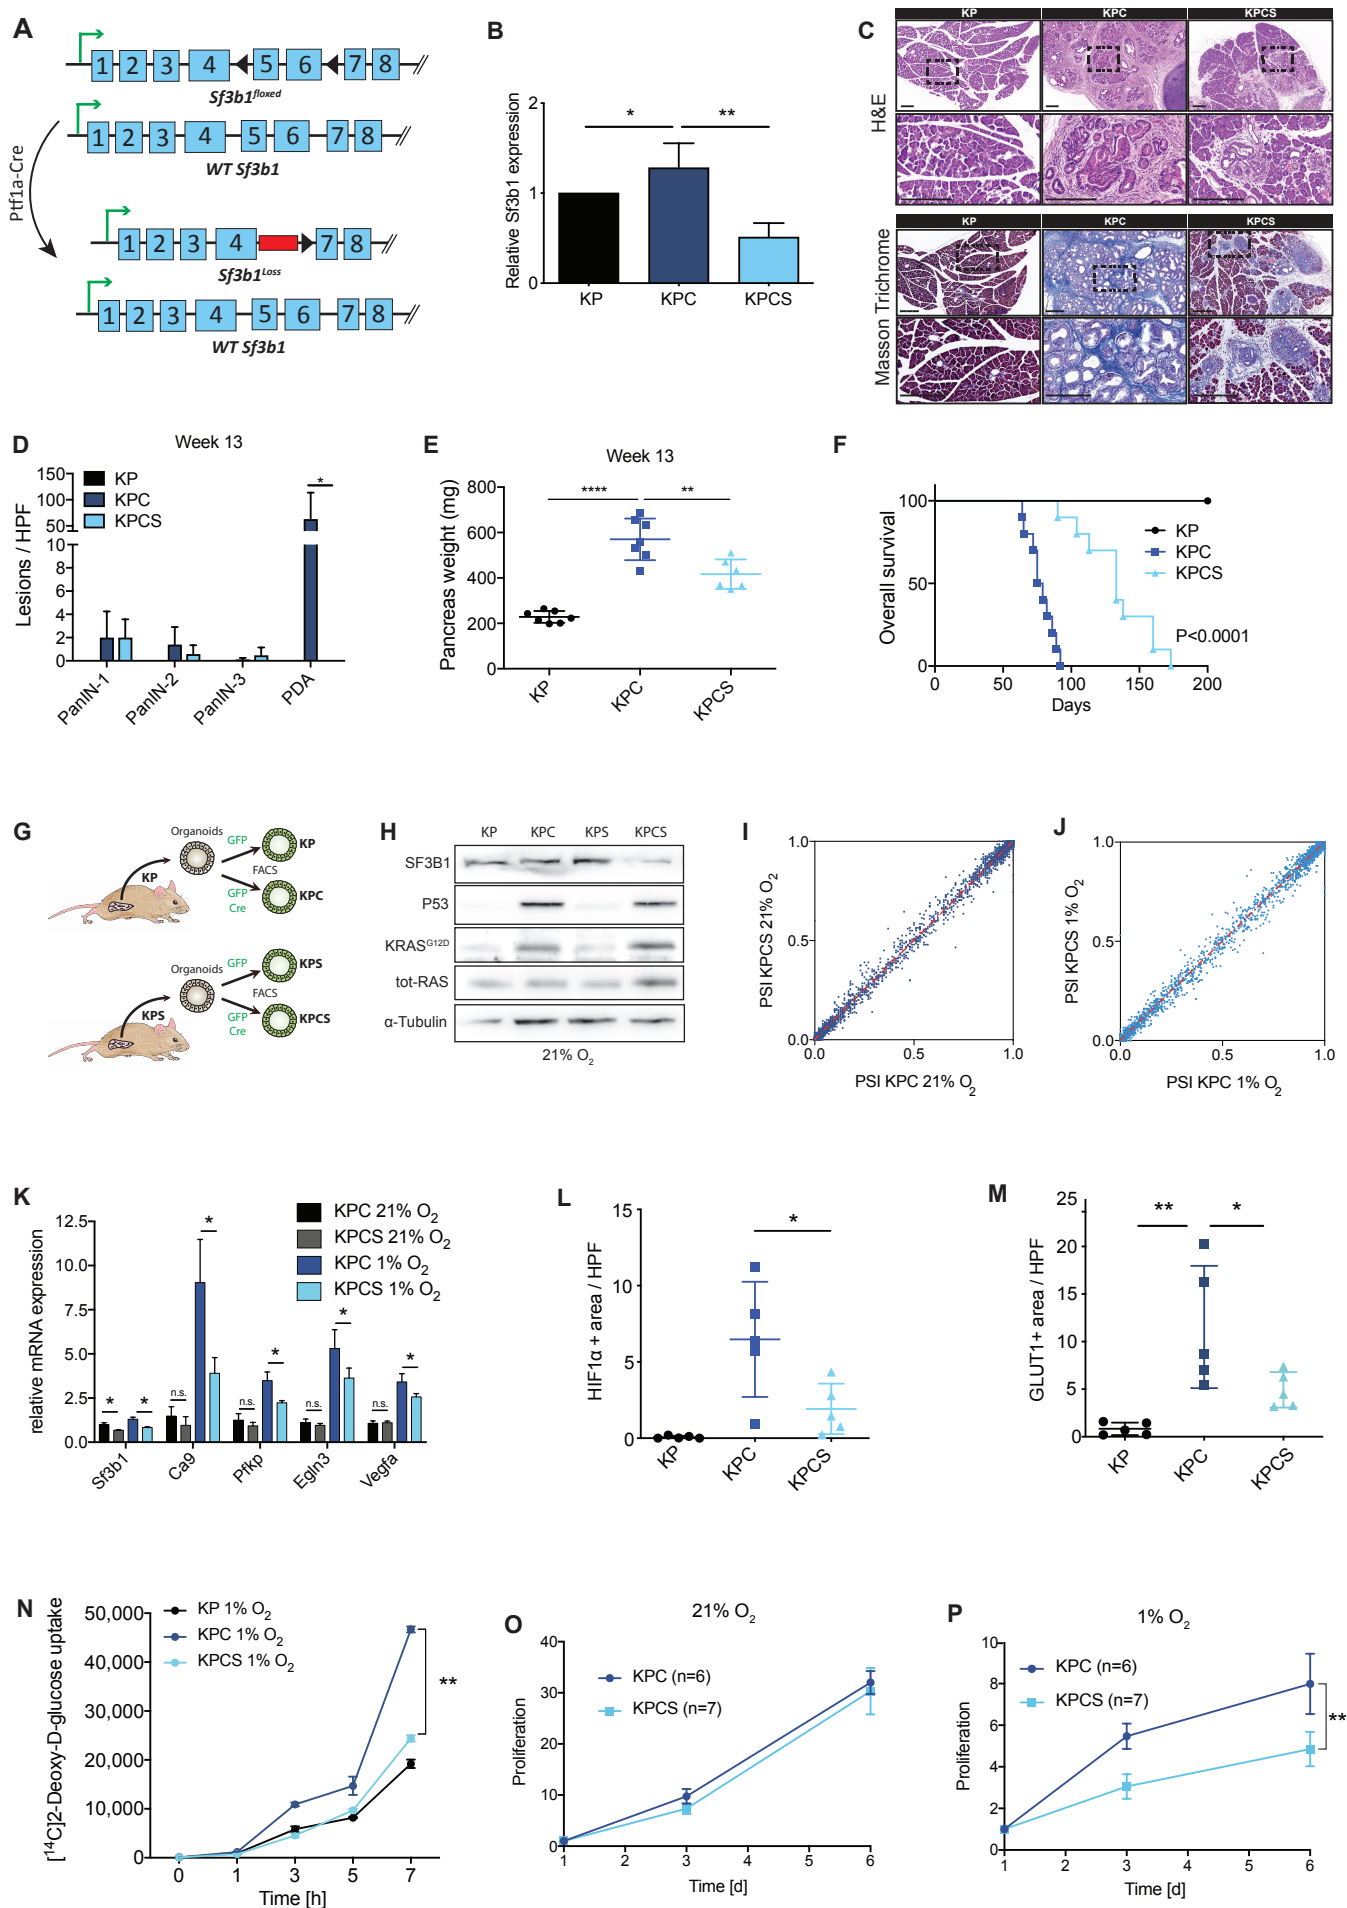 A
1 2 3 4 5 6 7 8 //
Sf3b1floxed
1 2 3 4 5 6 7 8 //
WT Sf3b1
Ptf1a-Cre
1 2 3 4 7 8 //
Sf3b1Loss
1 2 3 4 5 6 7 8 //
WT Sf3b1
B
Relative Sf3b1 expression
2
1
0
* **
KP KPC KPCS
C
KP KPC KPCS
H&E
KP KPC KPCS
Masson Trichrome
D
Week 13
Lesions / HPF
150
100
50
10
8
6
4
2
0
KP
KPC
KPCS
*
PanIN-1 PanIN-2 PanIN-3 PDA
E
Week 13
Pancreas weight (mg)
800
600
400
200
0
**** **
KP KPC KPCS
F
Overall survival
100
50
0
KP
KPC
KPCS
P<0.0001
0 50 100 150 200
Days
G
Organoids
GFP
KP
FACS
KP
GFP
Cre
KPC
Organoids
GFP
KPS
FACS
KPS
GFP
Cre
KPCS
H
KP KPC KPS KPCS
SF3B1
P53
KRASG12D
tot-RAS
α-Tubulin
21% O2
I
PSI KPCS 21% O2
1.0
0.5
0.0
0.0 0.5 1.0
PSI KPC 21% O2
J
PSI KPCS 1% O2
1.0
0.5
0.0
0.0 0.5 1.0
PSI KPC 1% O2
K
relative mRNA expression
12.5
10.0
7.5
5.0
2.5
0.0
KPC 21% O2
KPCS 21% O2
KPC 1% O2
KPCS 1% O2
* * n.s. * n.s. * n.s. * n.s. *
Sf3b1 Ca9 Pfkp Egln3 Vegfa
L
HIF1α + area / HPF
15
10
5
0
*
KP KPC KPCS
M
GLUT1+ area / HPF
25
20
15
10
5
0
** *
KP KPC KPCS
N
[14C]2-Deoxy-D-glucose uptake
50,000
40,000
30,000
20,000
10,000
0
KP 1% O2
KPC 1% O2
KPCS 1% O2
**
0 1 3 5 7
Time [h]
O
21% O2
Proliferation
40
30
20
10
0
KPC (n=6)
KPCS (n=7)
1 2 3 4 5 6
Time [d]
P
1% O2
Proliferation
10
8
6
4
2
0
KPC (n=6)
KPCS (n=7)
**
1 2 3 4 5 6
Time [d]